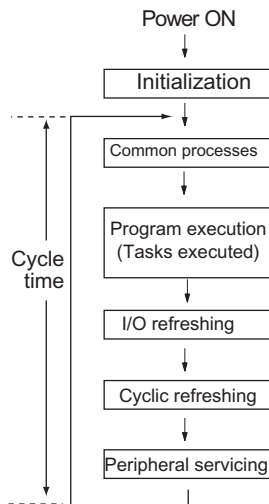 Power ON
Initialization
Common processes
Program execution
(Tasks executed)
Cycle
time
I/O refreshing
Cyclic refreshing
Peripheral servicing